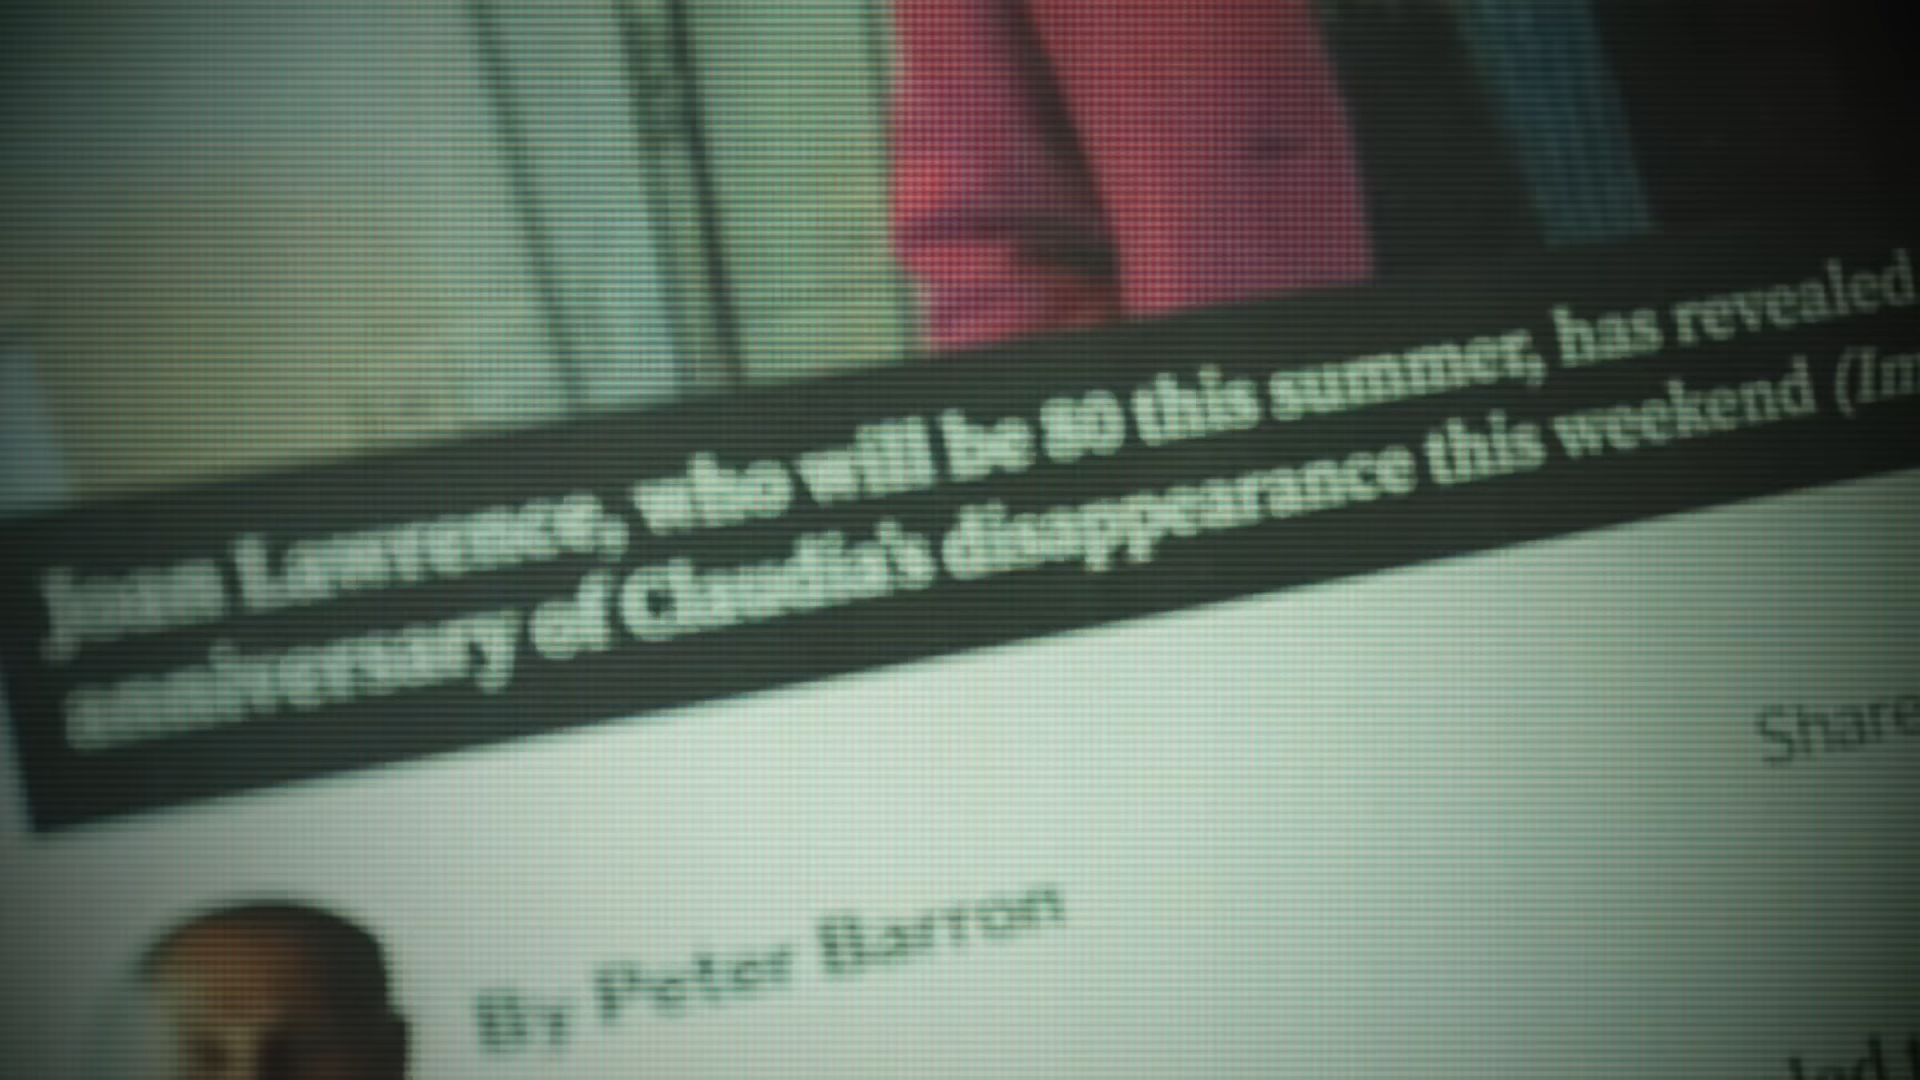 Joan Lawrence, who will be 80 this summer, has revealed
anniversary of Claudia's disappearance this weekend (Im
Share
By Peter Barron